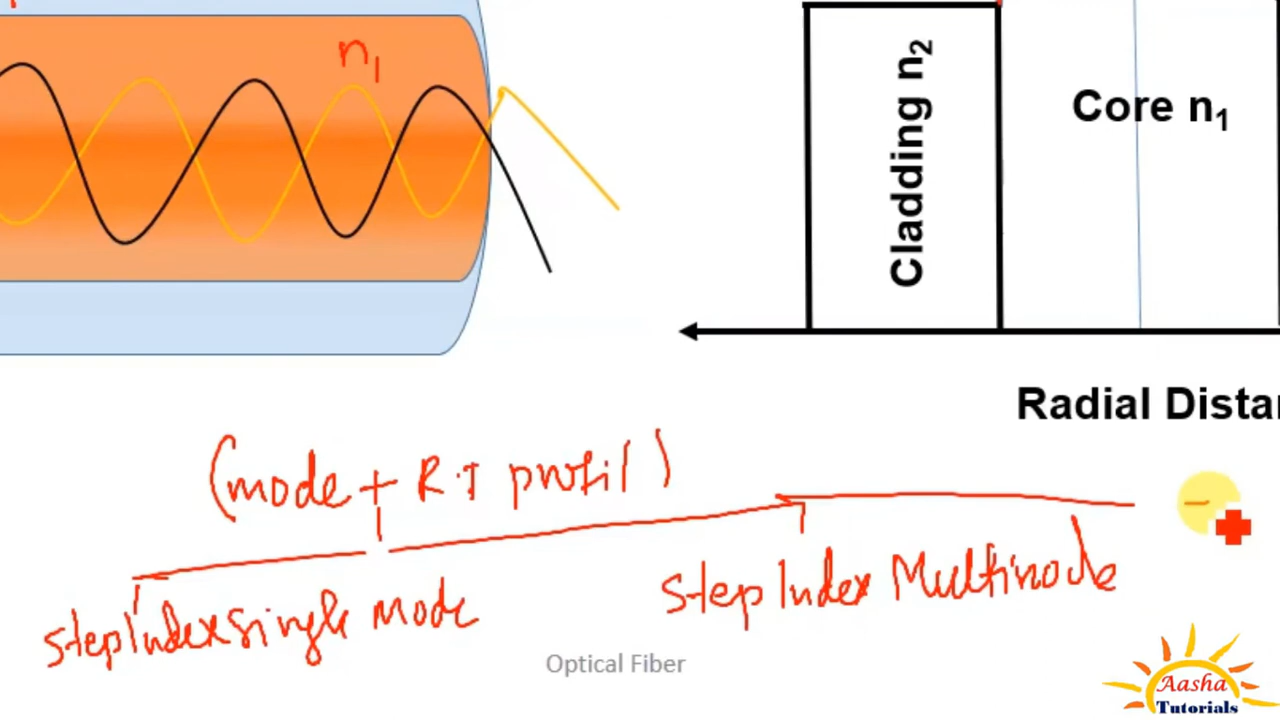 n1
Cladding n2
Core n1
Radial Dista
(mode + R.I profil)
step Index single mode
step Index Multimode
Optical Fiber
Aasha
Tutorials